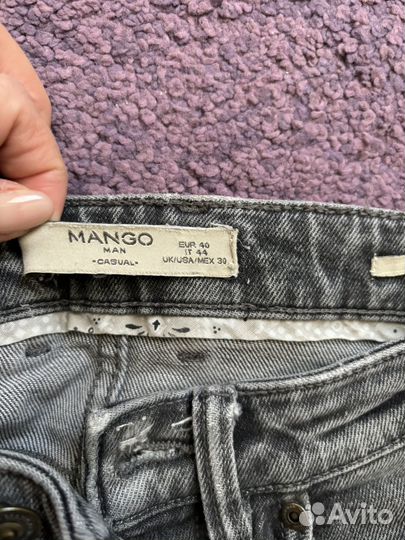 MANGO
MAN
-CASUAL-
EUR 40
IT 44
UK/USA/MEX 30
Avito